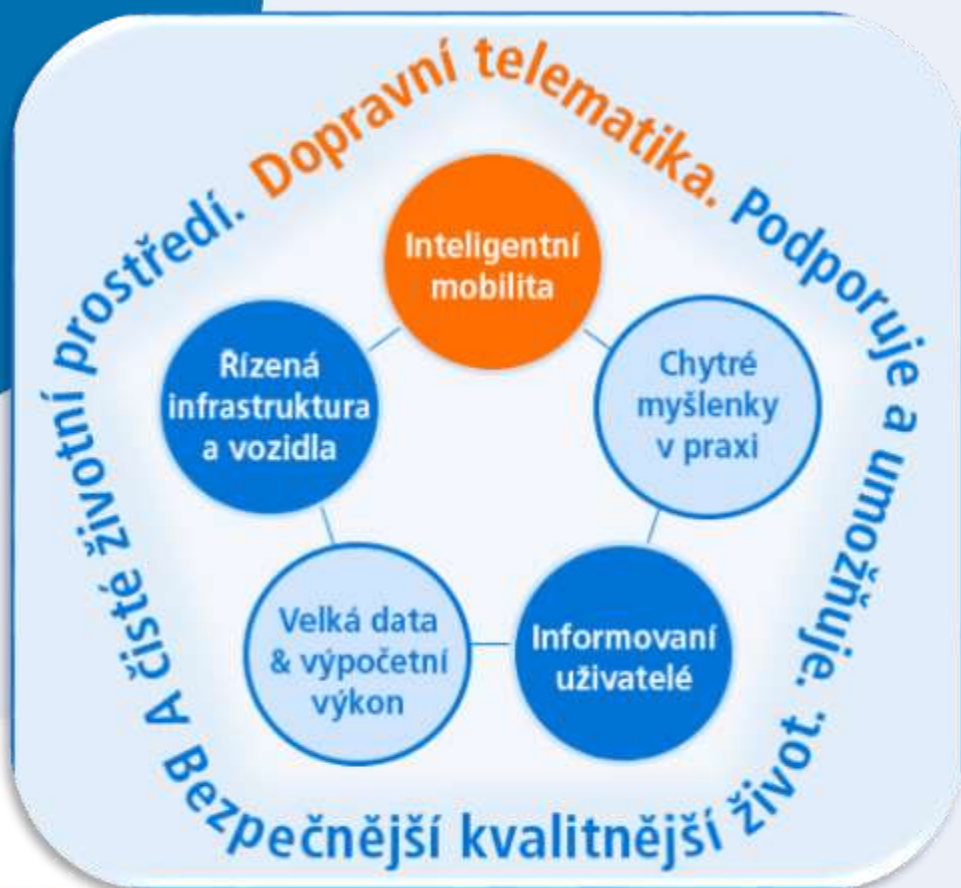 Dopravní telematika. Podporuje a umožňuje. Bezpečnější kvalitnější život. A čisté životní prostředí.
Inteligentní
mobilita
Chytré
myšlenky
v praxi
Informovaní
uživatelé
Velká data
& výpočetní
výkon
Řízená
infrastruktura
a vozidla